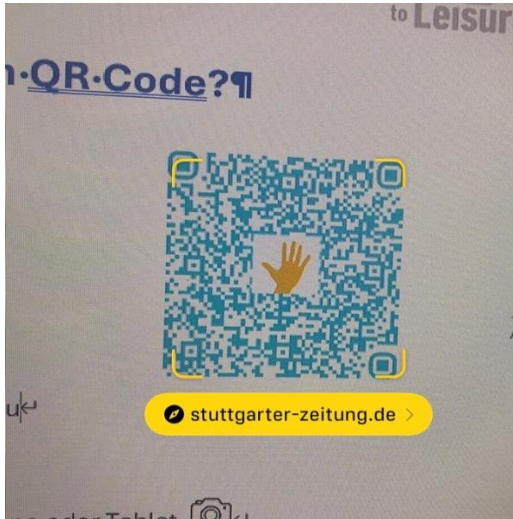 to Leisur
QR·Code?¶
stuttgarter-zeitung.de >
u↵
oder Tablet ↵